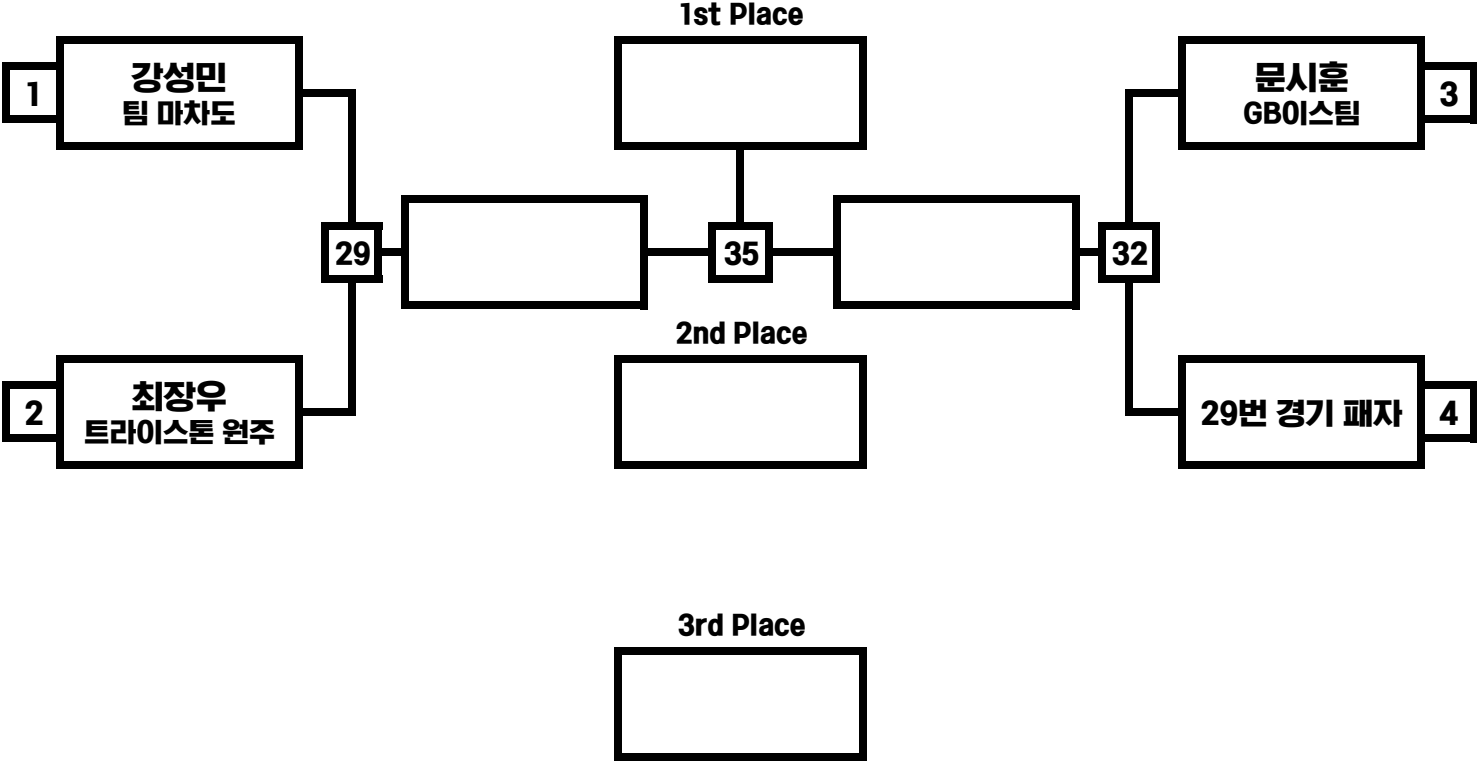 1st Place
1
강성민
팀 마차도
문시훈
GB이스팀
3
29
35
32
2nd Place
2
최장우
트라이스톤 원주
29번 경기 패자
4
3rd Place